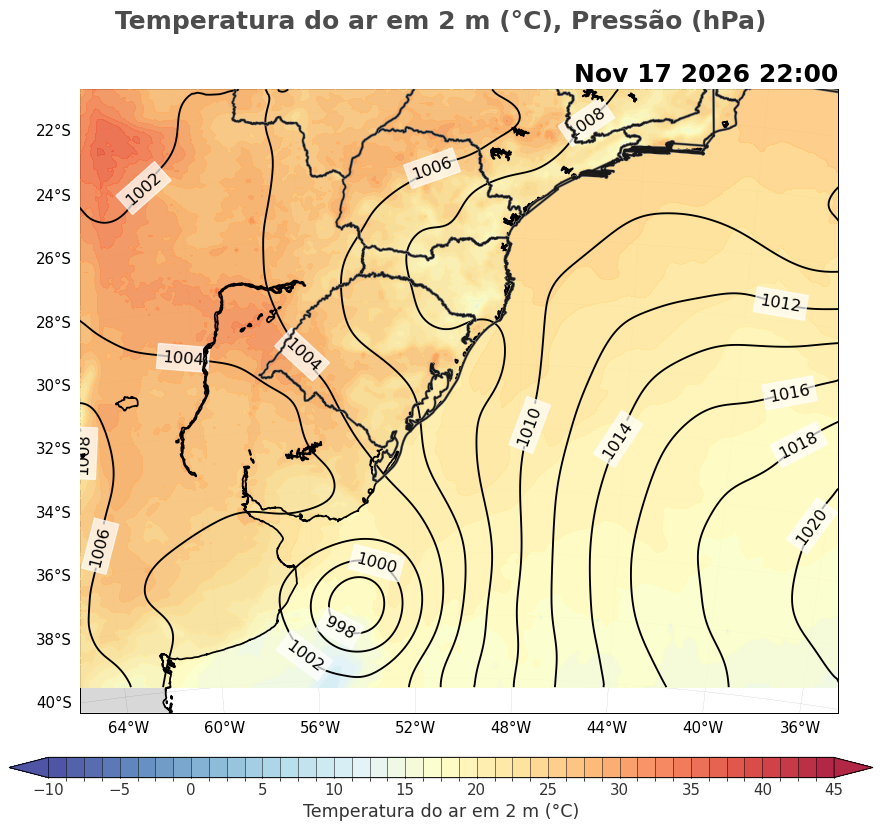 Temperatura do ar em 2 m (°C), Pressão (hPa)
Nov 17 2026 22:00
22°S
24°S
26°S
28°S
30°S
32°S
34°S
36°S
38°S
40°S
1008
1006
1002
1012
1004
1004
1016
1010
1014
1018
1008
1020
1006
1000
998
1002
64°W 60°W 56°W 52°W 48°W 44°W 40°W 36°W
−10 −5 0 5 10 15 20 25 30 35 40 45
Temperatura do ar em 2 m (°C)